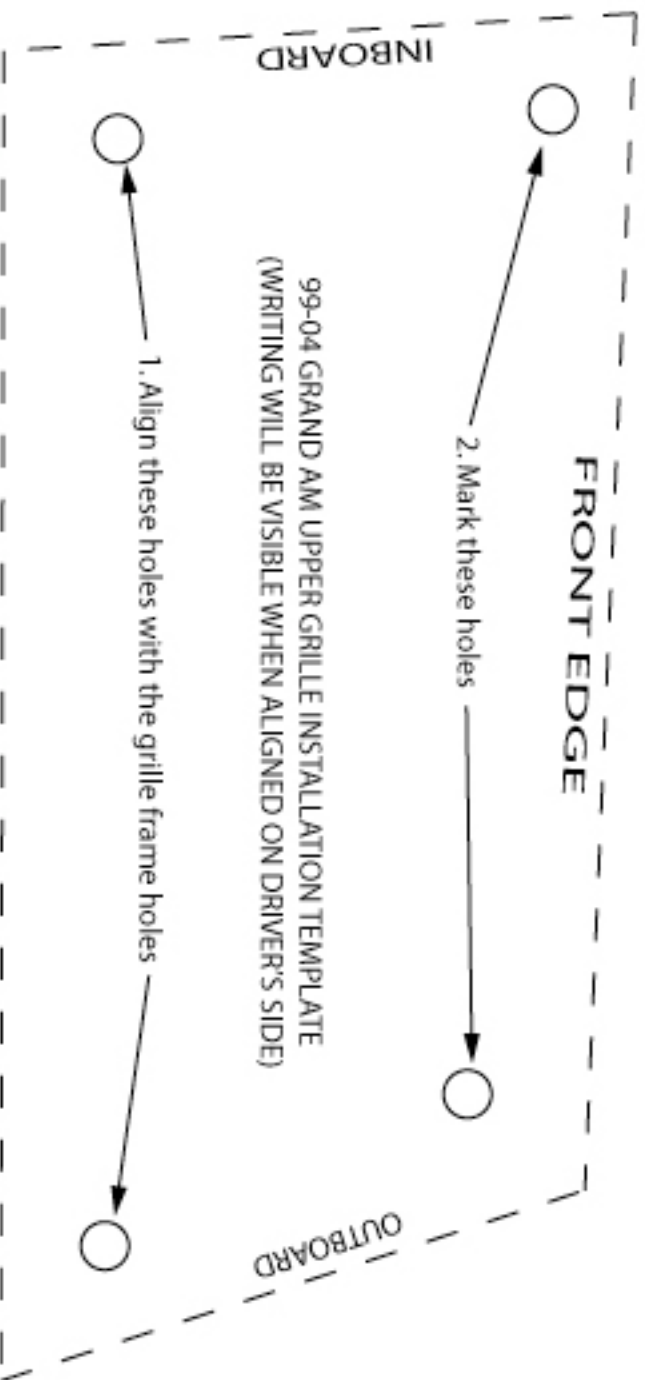 INBOARD
FRONT EDGE
2. Mark these holes
99-04 GRAND AM UPPER GRILLE INSTALLATION TEMPLATE
(WRITING WILL BE VISIBLE WHEN ALIGNED ON DRIVER'S SIDE)
1. Align these holes with the grille frame holes
OUTBOARD